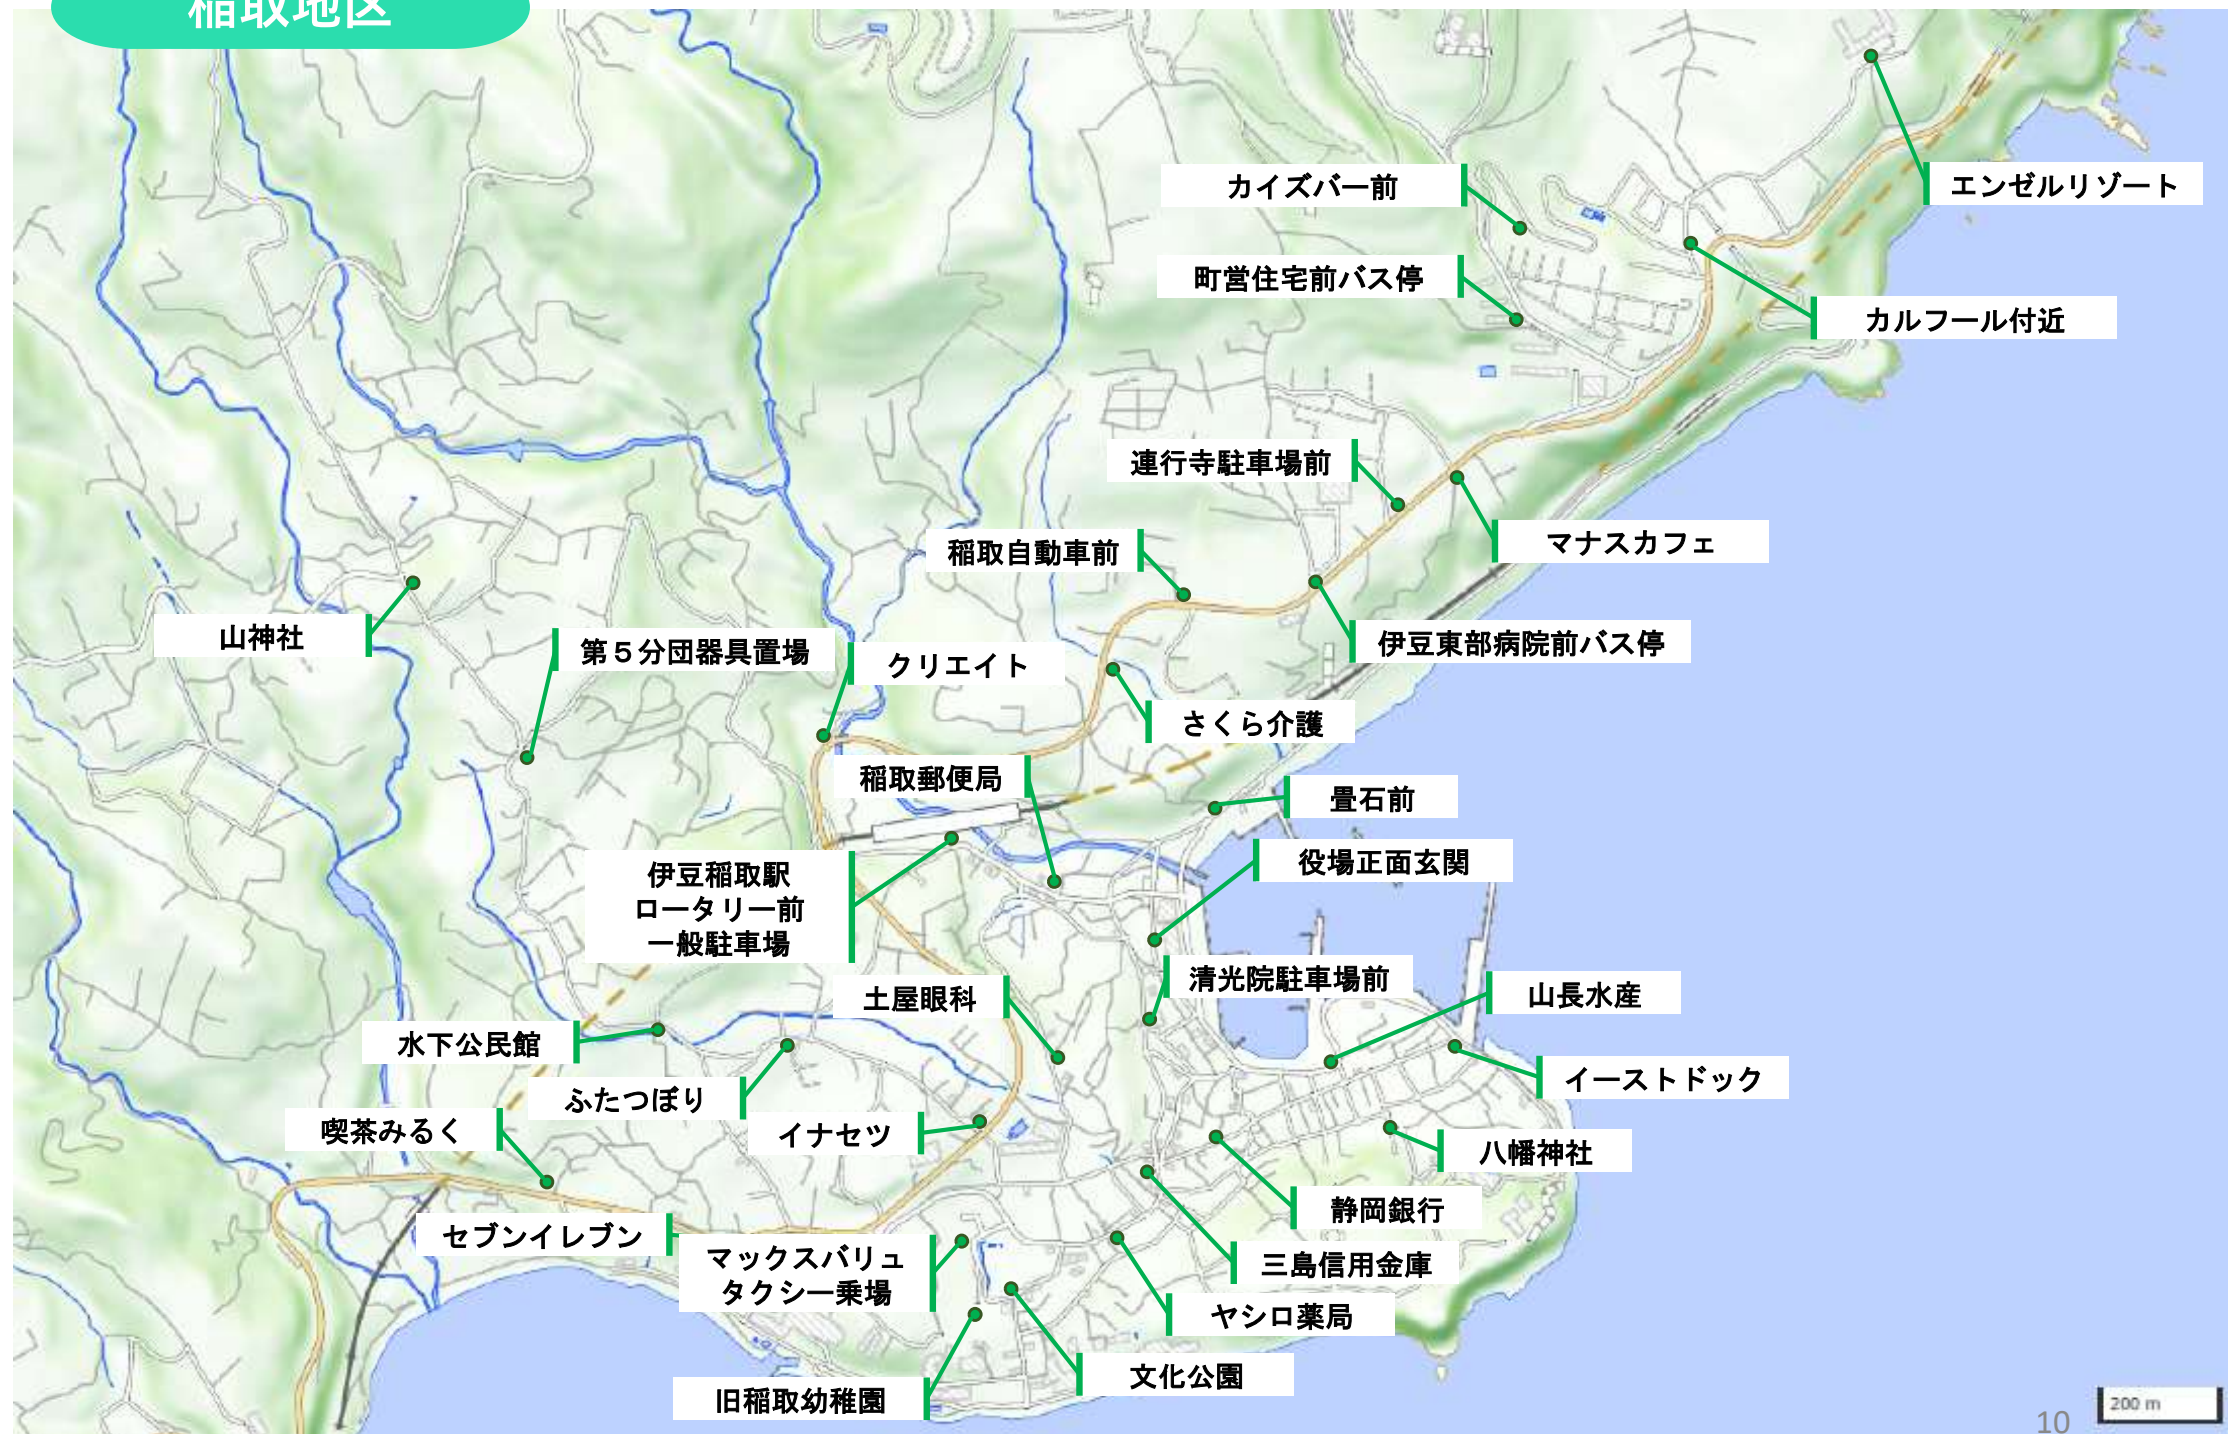 稲取地区
エンゼルリゾート
カイズバー前
町営住宅前バス停
カルフール付近
連行寺駐車場前
マナスカフェ
稲取自動車前
山神社
第５分団器具置場
クリエイト
伊豆東部病院前バス停
さくら介護
稲取郵便局
畳石前
伊豆稲取駅
ロータリー前
一般駐車場
役場正面玄関
土屋眼科
清光院駐車場前
山長水産
水下公民館
ふたつぼり
イーストドック
喫茶みるく
イナセツ
八幡神社
静岡銀行
セブンイレブン
マックスバリュ
タクシー乗場
三島信用金庫
ヤシロ薬局
文化公園
旧稲取幼稚園
200 m
10